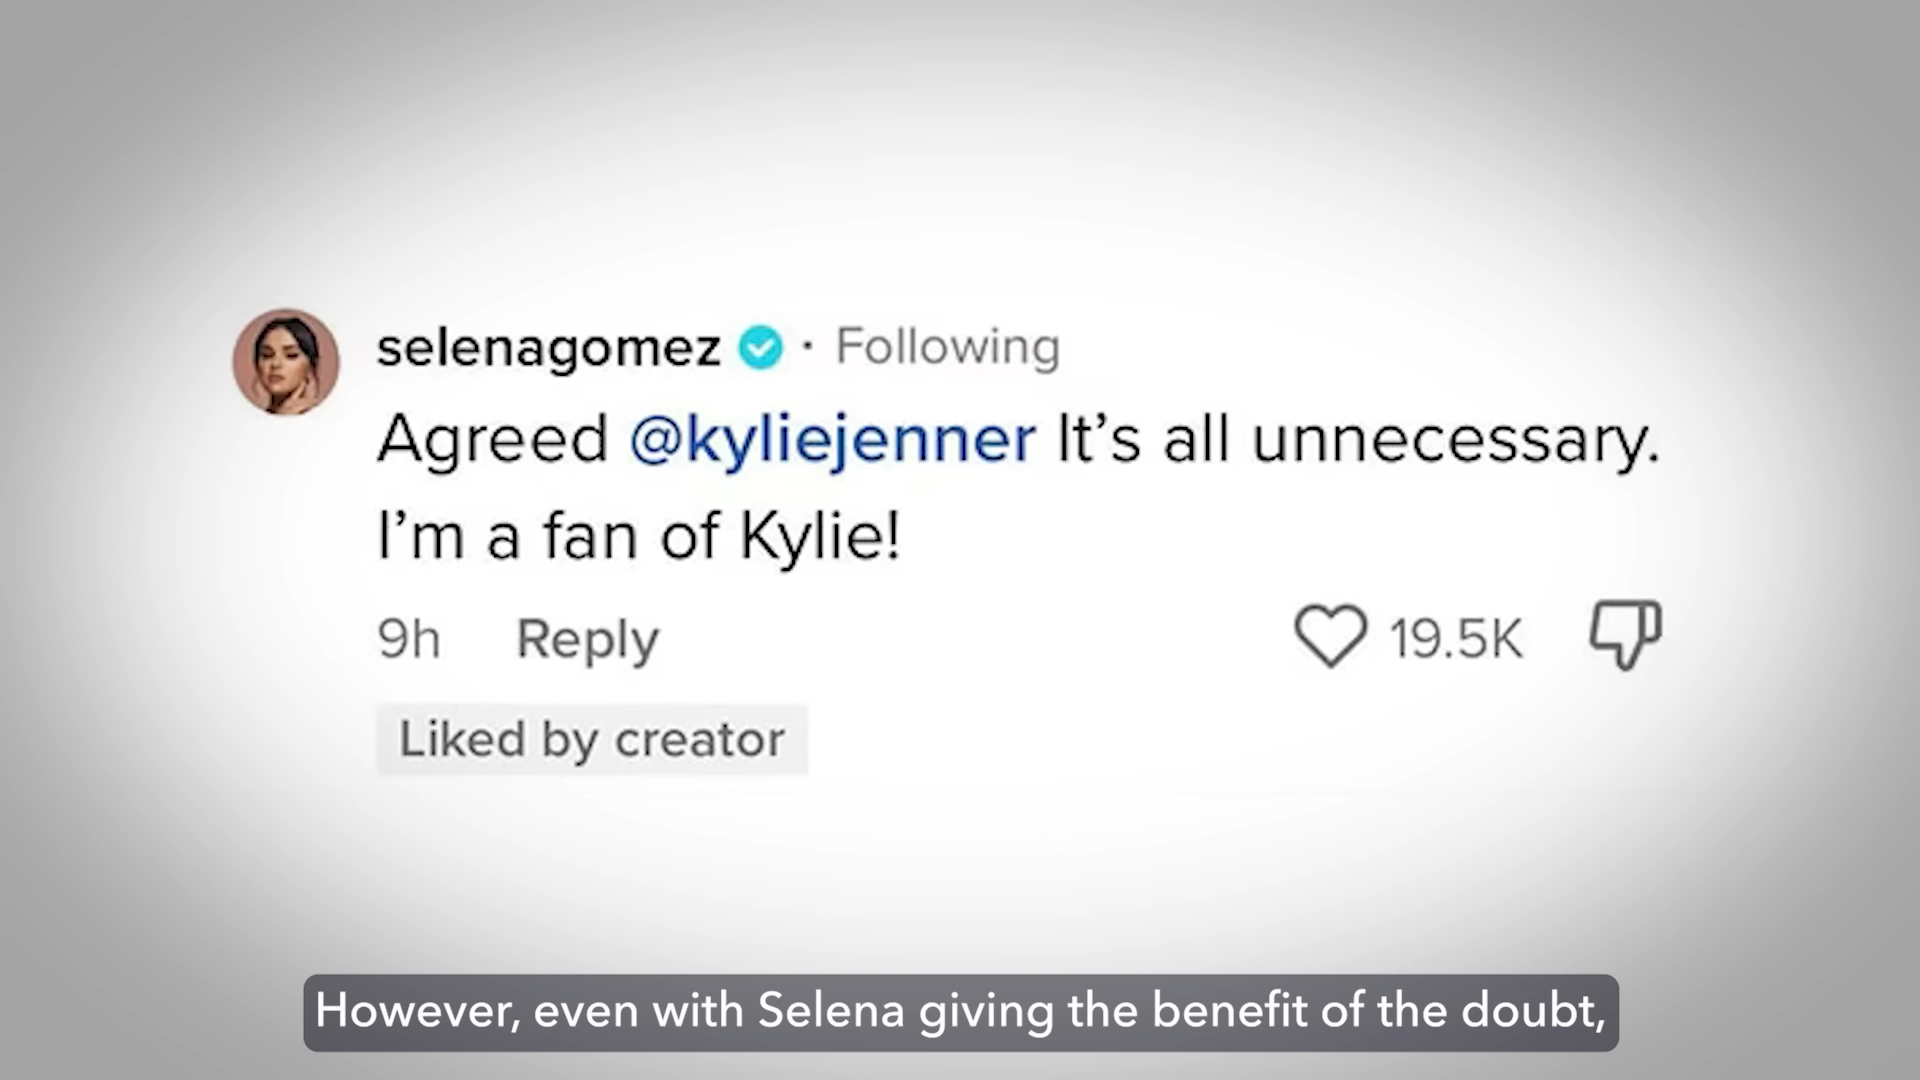 selenagomez · Following
Agreed @kyliejenner It’s all unnecessary.
I’m a fan of Kylie!
9h Reply 19.5K
Liked by creator
However, even with Selena giving the benefit of the doubt,